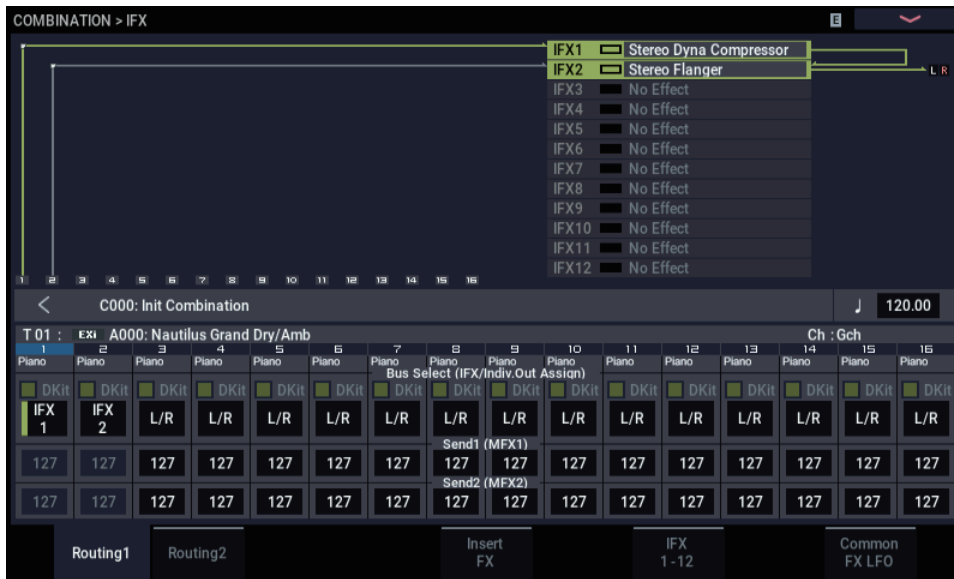 COMBINATION > IFX E
IFX1 Stereo Dyna Compressor
IFX2 Stereo Flanger
L R
IFX3 No Effect
IFX4 No Effect
IFX5 No Effect
IFX6 No Effect
IFX7 No Effect
IFX8 No Effect
IFX9 No Effect
IFX10 No Effect
IFX11 No Effect
IFX12 No Effect
1 2 3 4 5 6 7 8 9 10 11 12 13 14 15 16
< C000: Init Combination ♩ 120.00
T 01 : EXi A000: Nautilus Grand Dry/Amb Ch : Gch
1 2 3 4 5 6 7 8 9 10 11 12 13 14 15 16
Piano Piano Piano Piano Piano Piano Piano Piano Piano Piano Piano Piano Piano Piano Piano Piano
Bus Select (IFX/Indiv.Out Assign)
DKit DKit DKit DKit DKit DKit DKit DKit DKit DKit DKit DKit DKit DKit DKit DKit
IFX 1 IFX 2 L/R L/R L/R L/R L/R L/R L/R L/R L/R L/R L/R L/R L/R L/R
Send1 (MFX1)
127 127 127 127 127 127 127 127 127 127 127 127 127 127 127 127
Send2 (MFX2)
127 127 127 127 127 127 127 127 127 127 127 127 127 127 127 127
Routing1 Routing2 Insert FX IFX 1-12 Common FX LFO